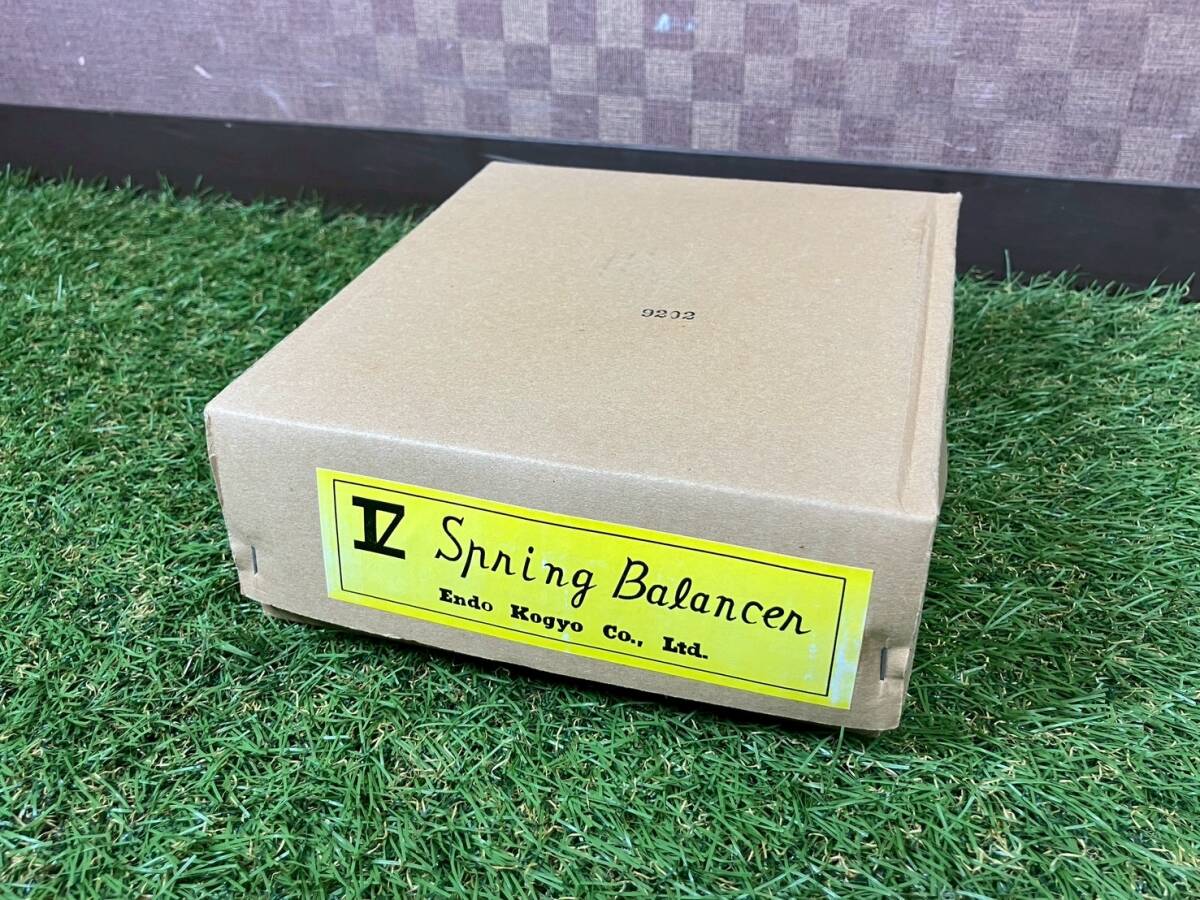 9202
Spring Balancer
Endo Kogyo Co., Ltd.